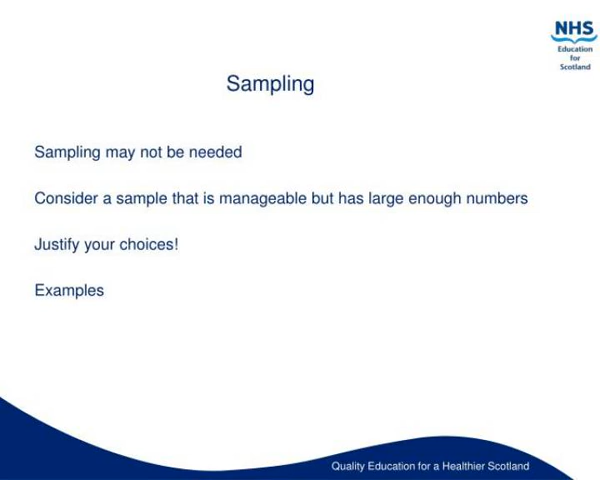 NHS
Education
for
Scotland
Sampling
Sampling may not be needed
Consider a sample that is manageable but has large enough numbers
Justify your choices!
Examples
Quality Education for a Healthier Scotland